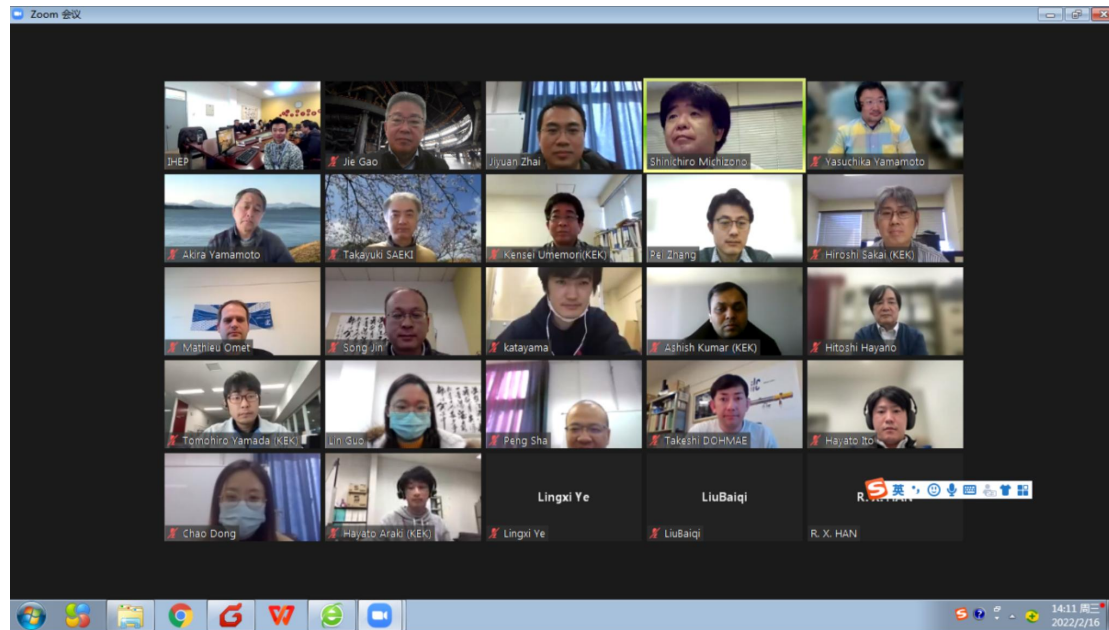 Zoom 会议
IHEP
Jie Gao
Jiyuan Zhai
Shinichiro Michizono
Yasuchika Yamamoto
Akira Yamamoto
Takayuki SAEKI
Kensei Umemori(KEK)
Pei Zhang
Hiroshi Sakai (KEK)
Mathieu Omet
Song Jin
katayama
Ashish Kumar (KEK)
Hitoshi Hayano
Tomohiro Yamada (KEK)
Lin Guo
Peng Sha
Takeshi DOHMAE
Hayato Ito
Lingxi Ye
LiuBaiqi
英
Chao Dong
Hayato Araki (KEK)
Lingxi Ye
LiuBaiqi
R. X. HAN
14:11 周三
2022/2/16